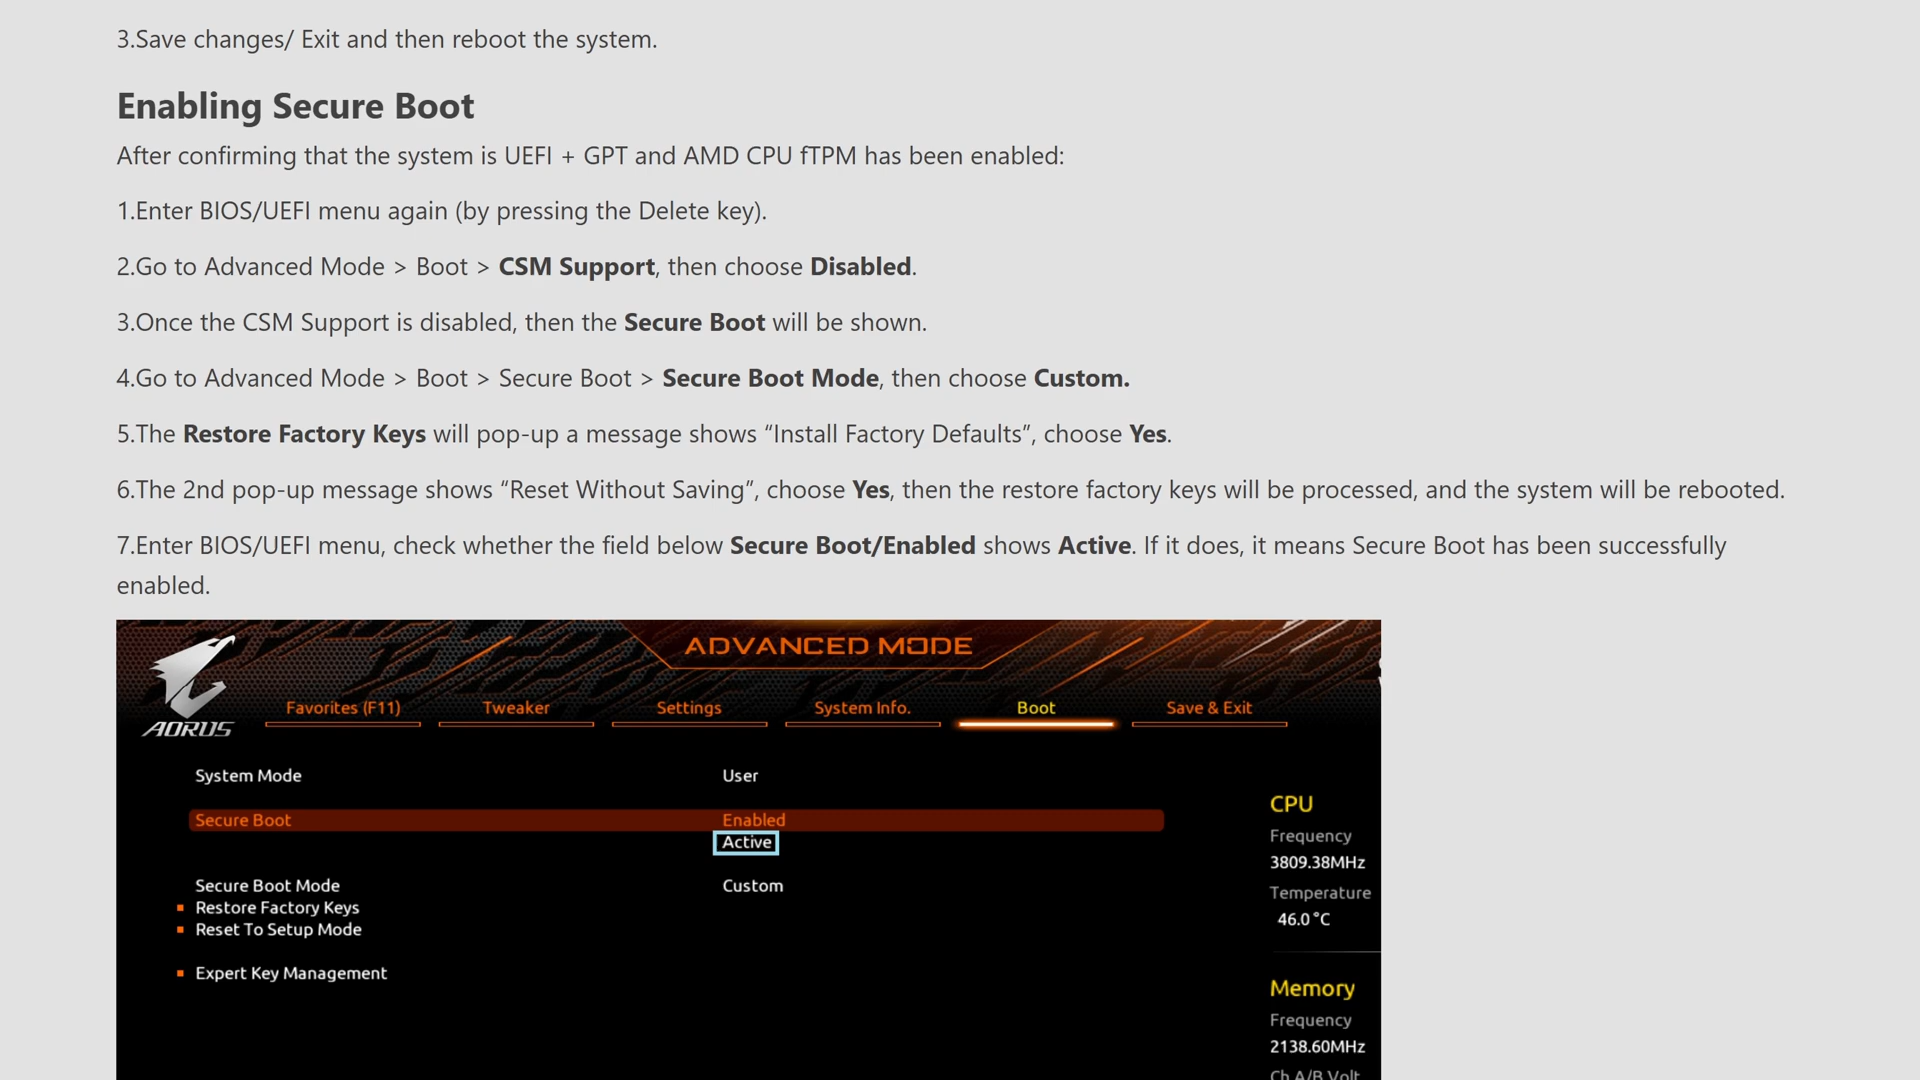 3.Save changes/ Exit and then reboot the system.
Enabling Secure Boot
After confirming that the system is UEFI + GPT and AMD CPU fTPM has been enabled:
1.Enter BIOS/UEFI menu again (by pressing the Delete key).
2.Go to Advanced Mode > Boot > CSM Support, then choose Disabled.
3.Once the CSM Support is disabled, then the Secure Boot will be shown.
4.Go to Advanced Mode > Boot > Secure Boot > Secure Boot Mode, then choose Custom.
5.The Restore Factory Keys will pop-up a message shows “Install Factory Defaults”, choose Yes.
6.The 2nd pop-up message shows “Reset Without Saving”, choose Yes, then the restore factory keys will be processed, and the system will be rebooted.
7.Enter BIOS/UEFI menu, check whether the field below Secure Boot/Enabled shows Active. If it does, it means Secure Boot has been successfully
enabled.
ADVANCED MODE
AORUS
Favorites (F11) Tweaker Settings System Info. Boot Save & Exit
System Mode User
Secure Boot Enabled
Active
Secure Boot Mode Custom
Restore Factory Keys
Reset To Setup Mode
Expert Key Management
CPU
Frequency
3809.38MHz
Temperature
46.0 °C
Memory
Frequency
2138.60MHz
Ch A/B Volt